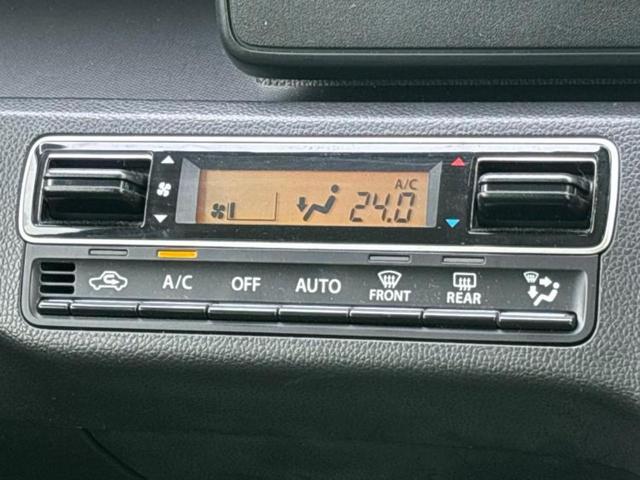 A/C
24.0
A/C OFF AUTO FRONT REAR